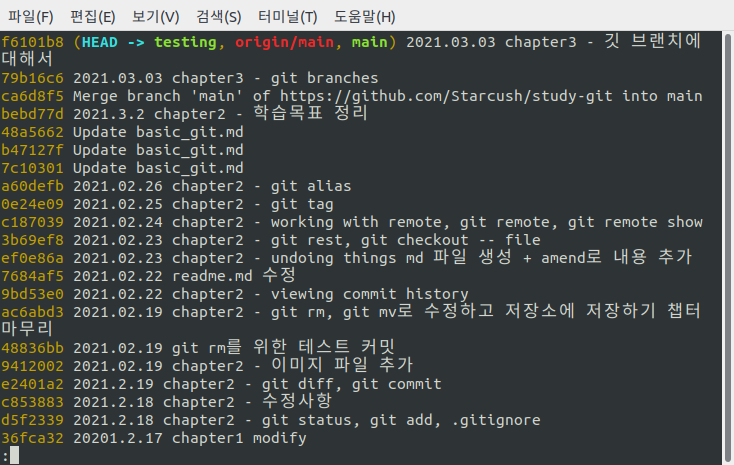 파일(F) 편집(E) 보기(V) 검색(S) 터미널(T) 도움말(H)
f6101b8 (HEAD -> testing, origin/main, main) 2021.03.03 chapter3 - 깃 브랜치에
대해서
79b16c6 2021.03.03 chapter3 - git branches
ca6d8f5 Merge branch 'main' of https://github.com/Starcush/study-git into main
bebd77d 2021.3.2 chapter2 - 학습목표 정리
48a5662 Update basic_git.md
b47127f Update basic_git.md
7c10301 Update basic_git.md
a60defb 2021.02.26 chapter2 - git alias
0e24e09 2021.02.25 chapter2 - git tag
c187039 2021.02.24 chapter2 - working with remote, git remote, git remote show
3b69ef8 2021.02.23 chapter2 - git rest, git checkout -- file
ef0e86a 2021.02.23 chapter2 - undoing things md 파일 생성 + amend로 내용 추가
7684af5 2021.02.22 readme.md 수정
9bd53e0 2021.02.22 chapter2 - viewing commit history
ac6abd3 2021.02.19 chapter2 - git rm, git mv로 수정하고 저장소에 저장하기 챕터
마무리
48836bb 2021.02.19 git rm를 위한 테스트 커밋
9412002 2021.02.19 chapter2 - 이미지 파일 추가
e2401a2 2021.2.19 chapter2 - git diff, git commit
c853883 2021.2.18 chapter2 - 수정사항
d5f2339 2021.2.18 chapter2 - git status, git add, .gitignore
36fca32 20201.2.17 chapter1 modify
: